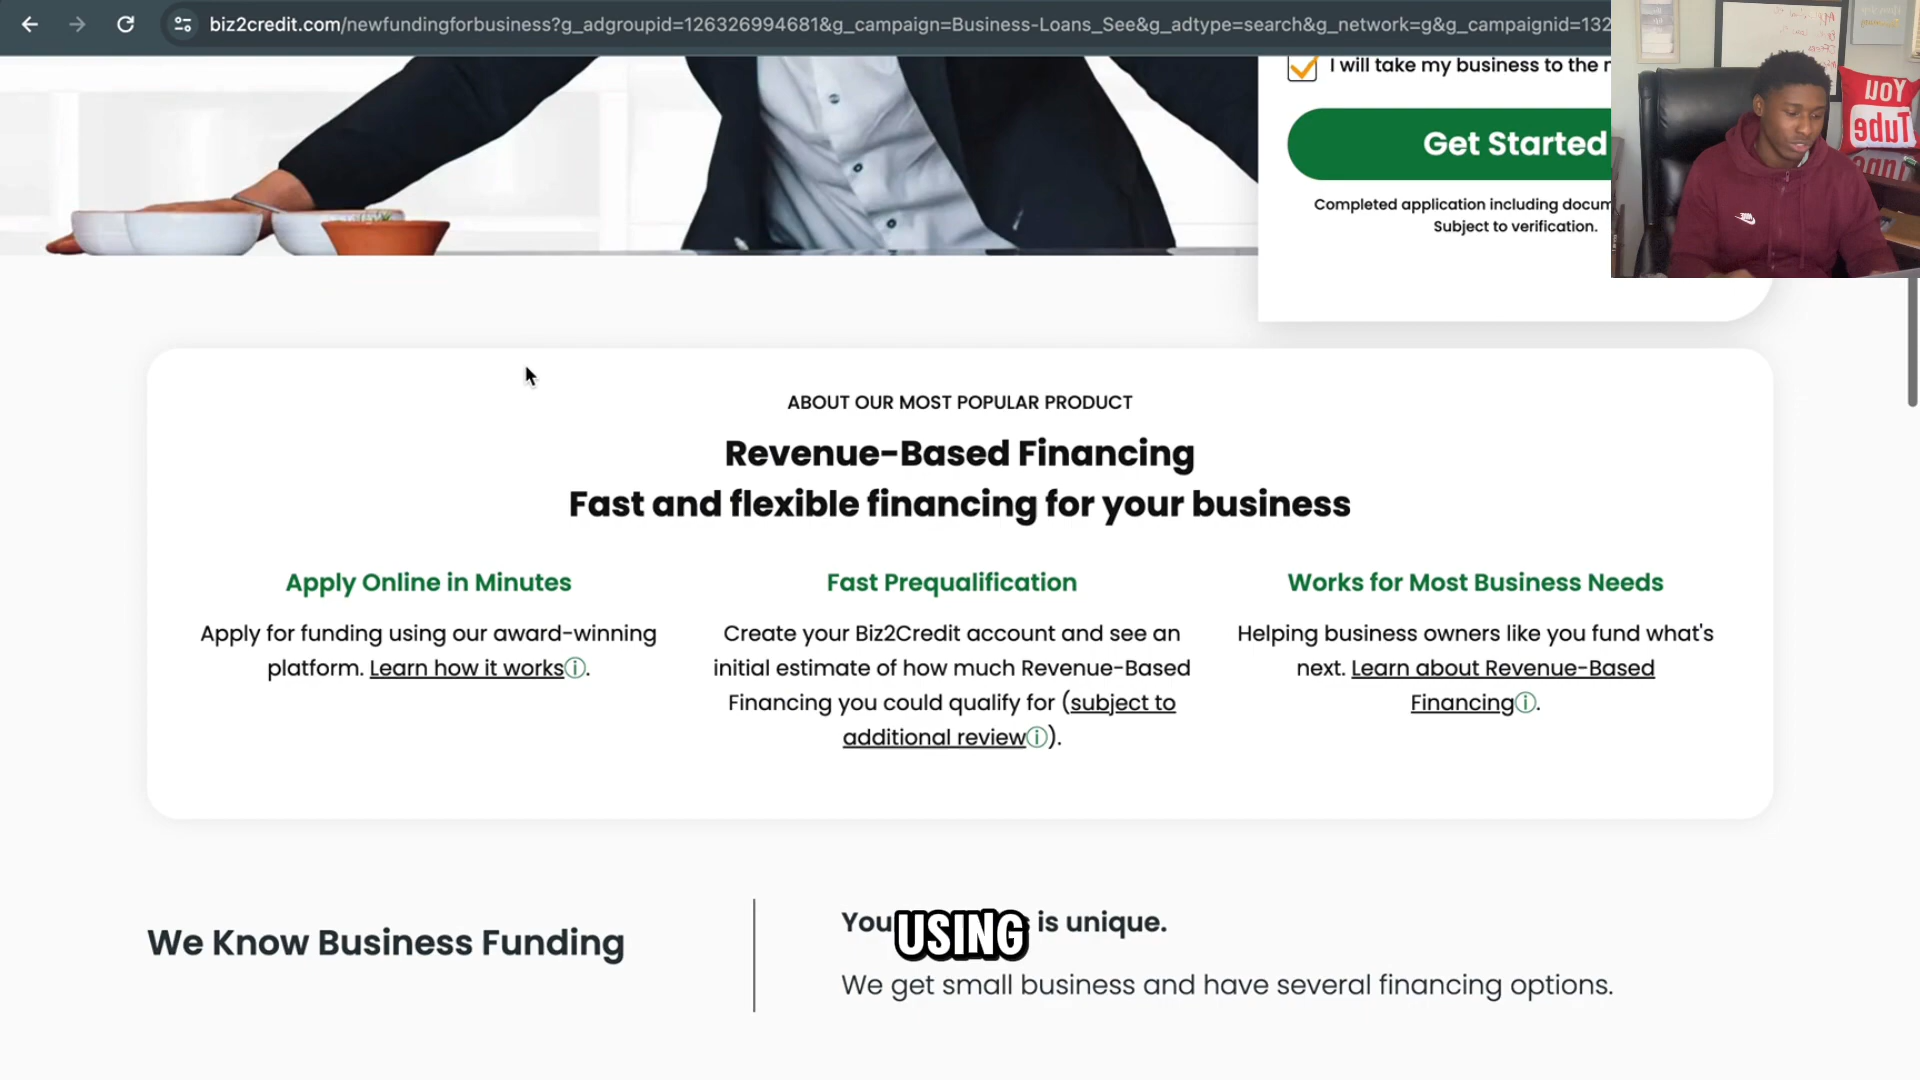 biz2credit.com/newfundingforbusiness?g_adgroupid=126326994681&g_campaign=Business-Loans_See&g_adtype=search&g_network=g&g_campaignid=132
I will take my business to the
Get Started
Completed application including docum
Subject to verification.
You
Tube
ABOUT OUR MOST POPULAR PRODUCT
Revenue-Based Financing
Fast and flexible financing for your business
Apply Online in Minutes
Apply for funding using our award-winning
platform. Learn how it worksⓘ.
Fast Prequalification
Create your Biz2Credit account and see an
initial estimate of how much Revenue-Based
Financing you could qualify for (subject to
additional reviewⓘ).
Works for Most Business Needs
Helping business owners like you fund what's
next. Learn about Revenue-Based
Financingⓘ.
We Know Business Funding
You is unique.
USING
We get small business and have several financing options.